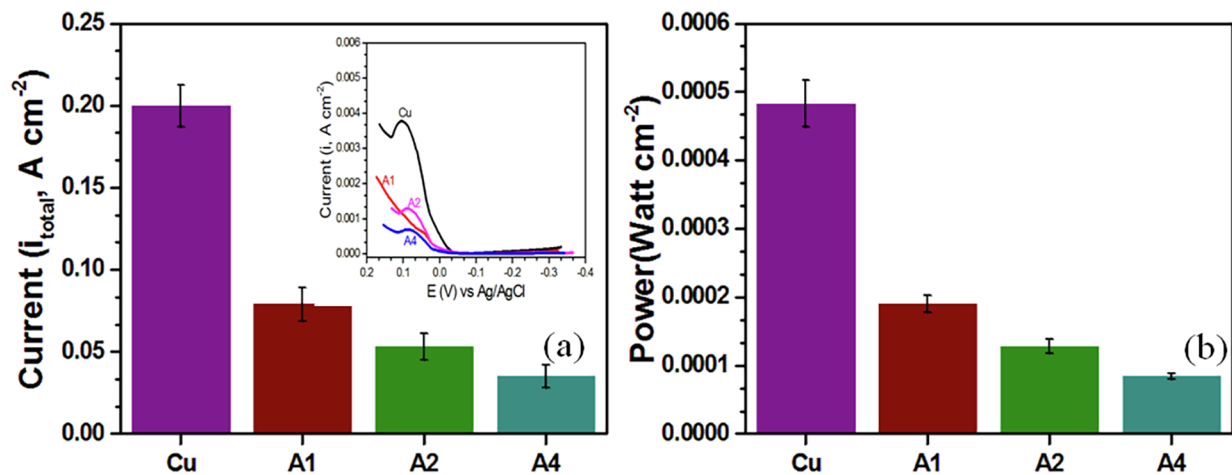 Current (i_total, A cm⁻²)
0.25
0.20
0.15
0.10
0.05
0.00
Cu A1 A2 A4
(a)
Current (i, A cm⁻²)
0.006
0.005
0.004
0.003
0.002
0.001
0.000
Cu
A1
A2
A4
0.2 0.1 0.0 -0.1 -0.2 -0.3 -0.4
E (V) vs Ag/AgCl
Power(Watt cm⁻²)
0.0006
0.0005
0.0004
0.0003
0.0002
0.0001
0.0000
Cu A1 A2 A4
(b)